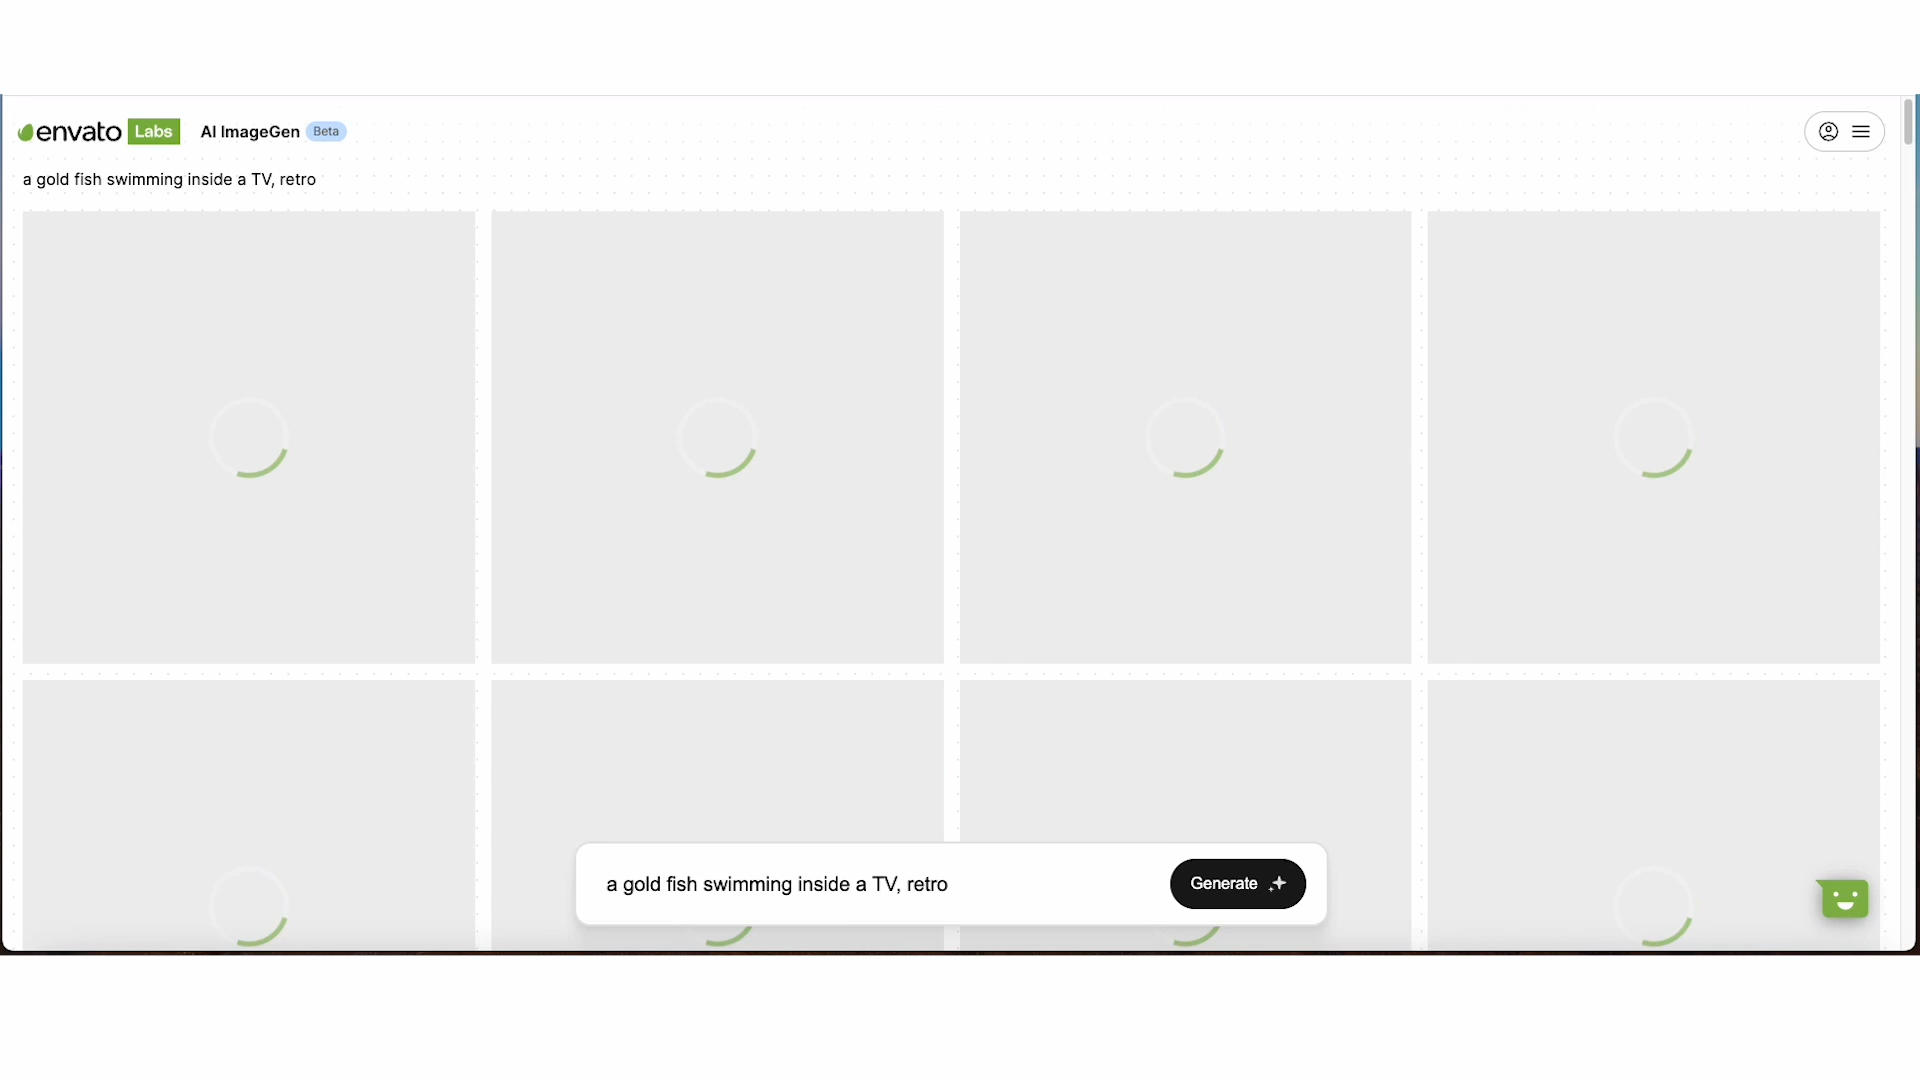 envato Labs AI ImageGen Beta
a gold fish swimming inside a TV, retro
a gold fish swimming inside a TV, retro Generate